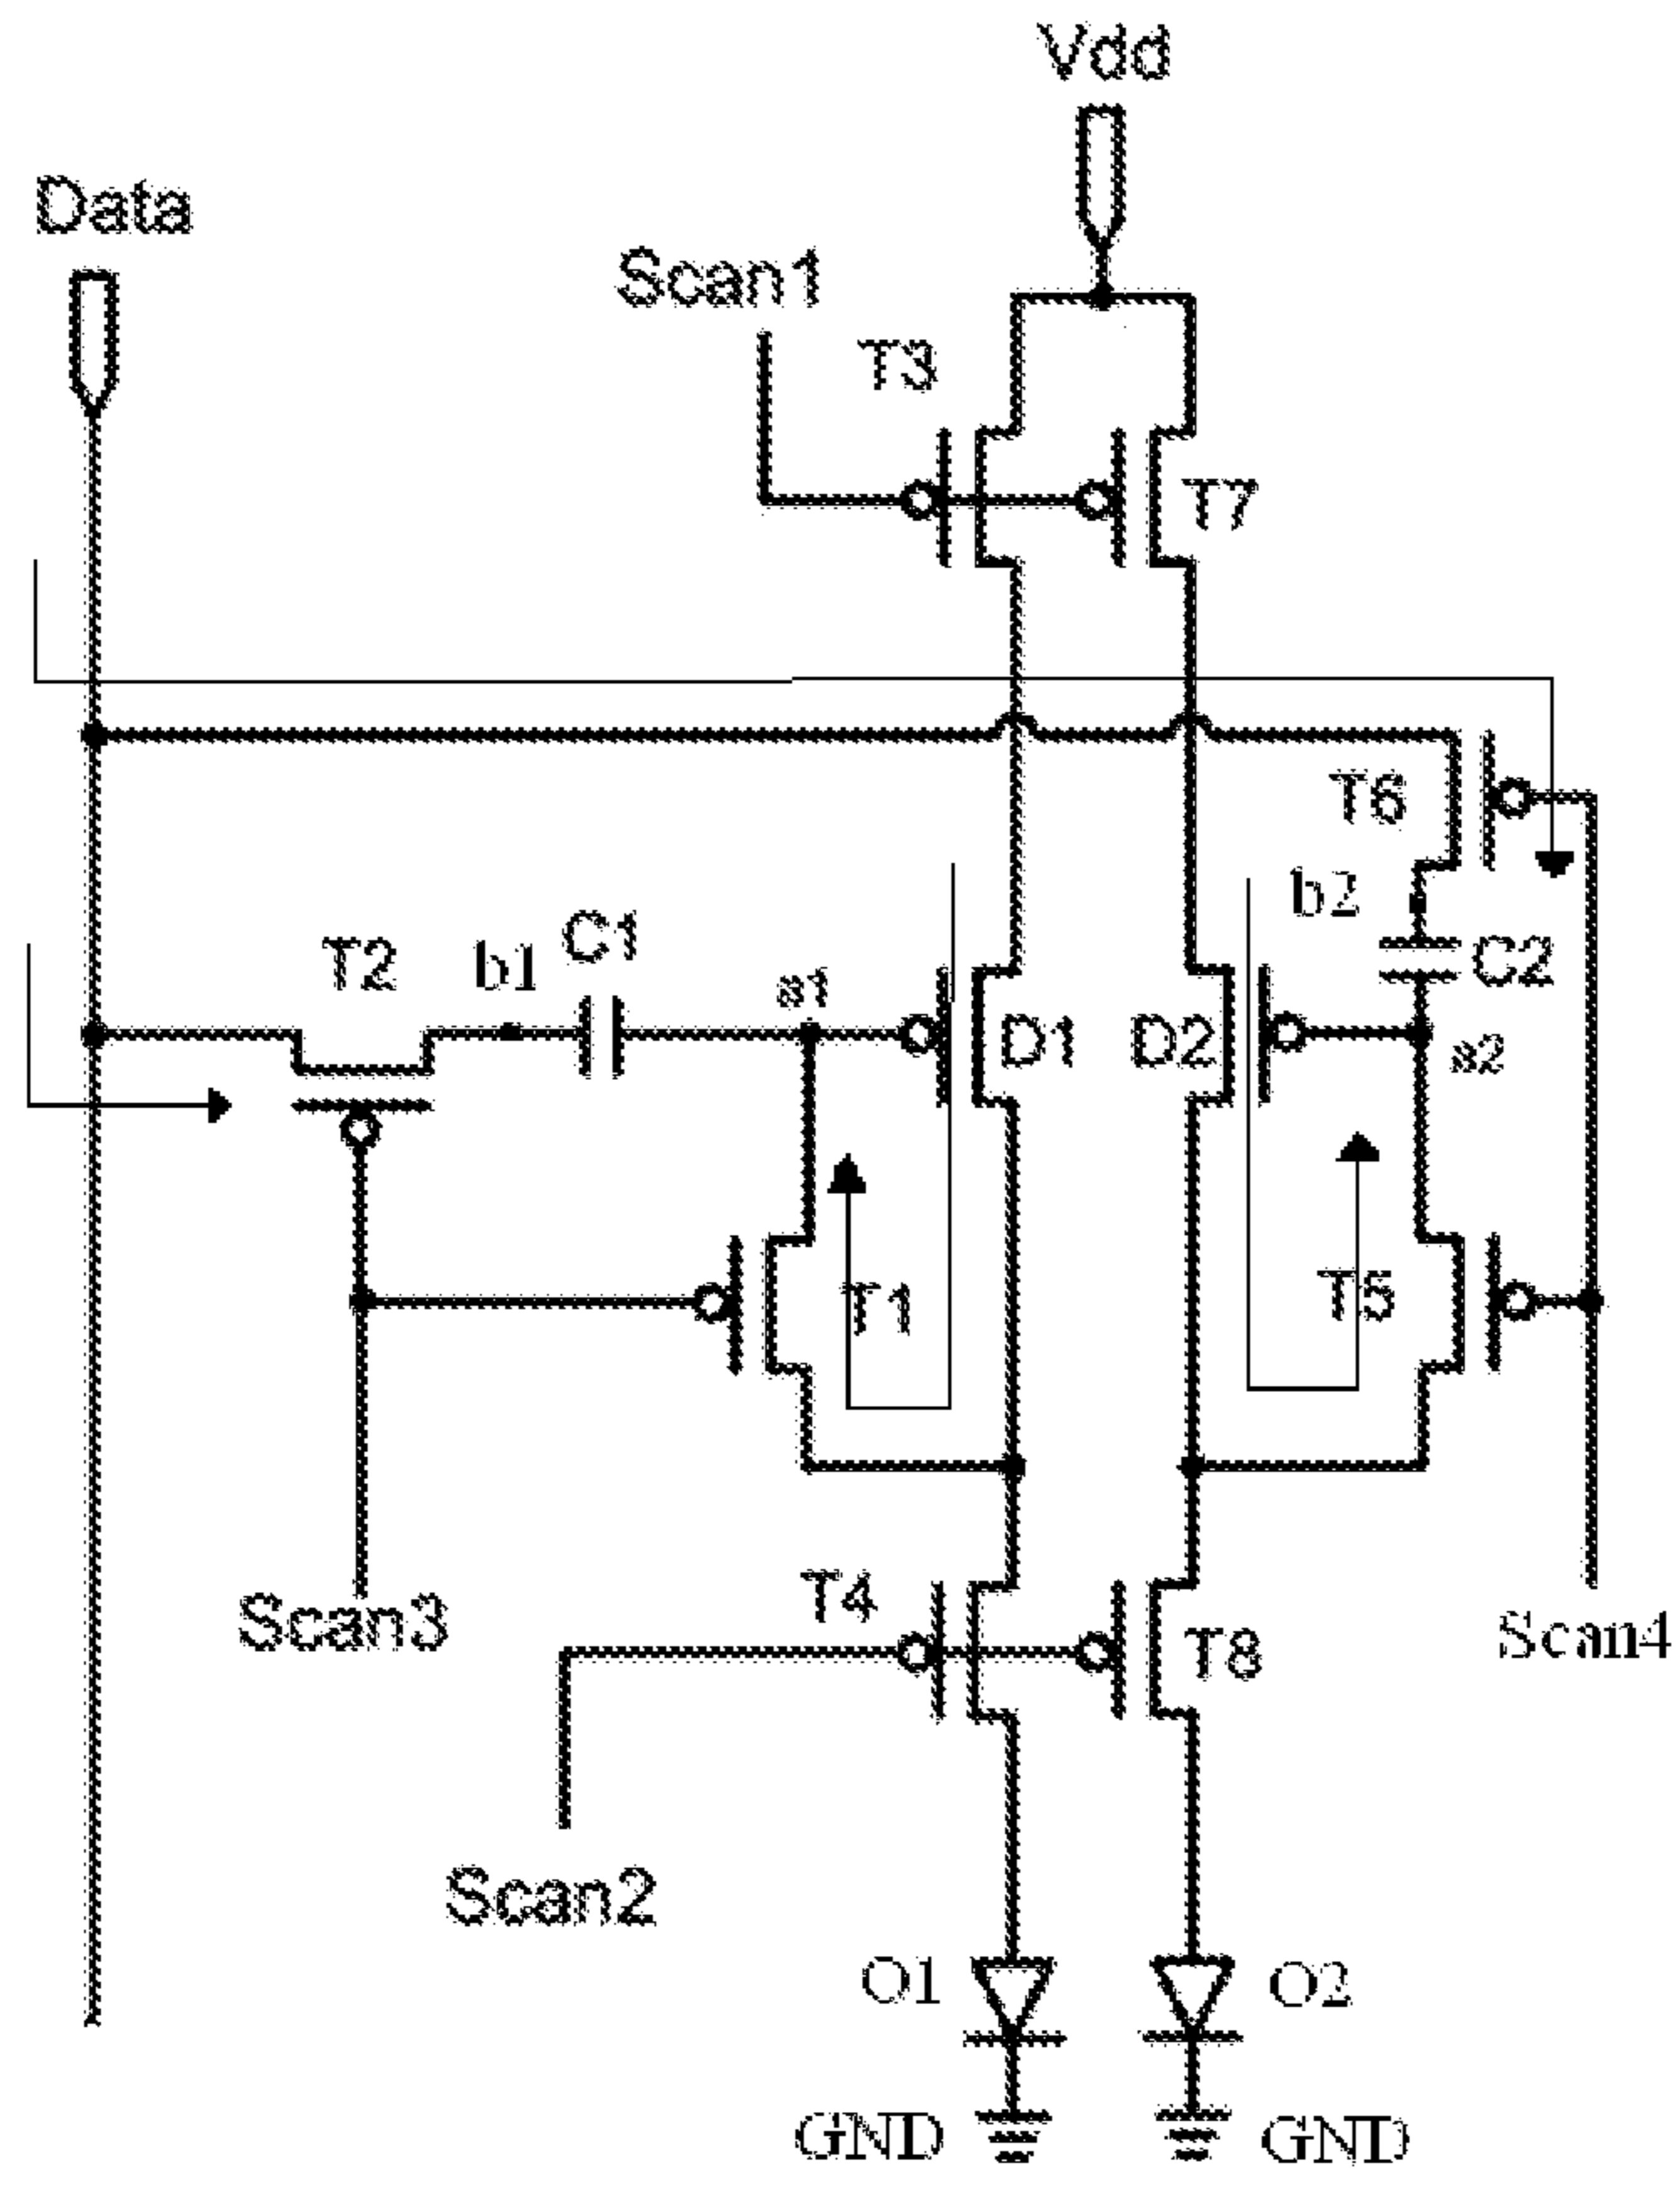 Vdd
Data
Scan1
T3
T7
T6
b2
T2
b1
C1
a1
D1
D2
C2
a2
T1
T5
T4
Scan3
T8
Scan4
Scan2
O1
O2
GND
GND